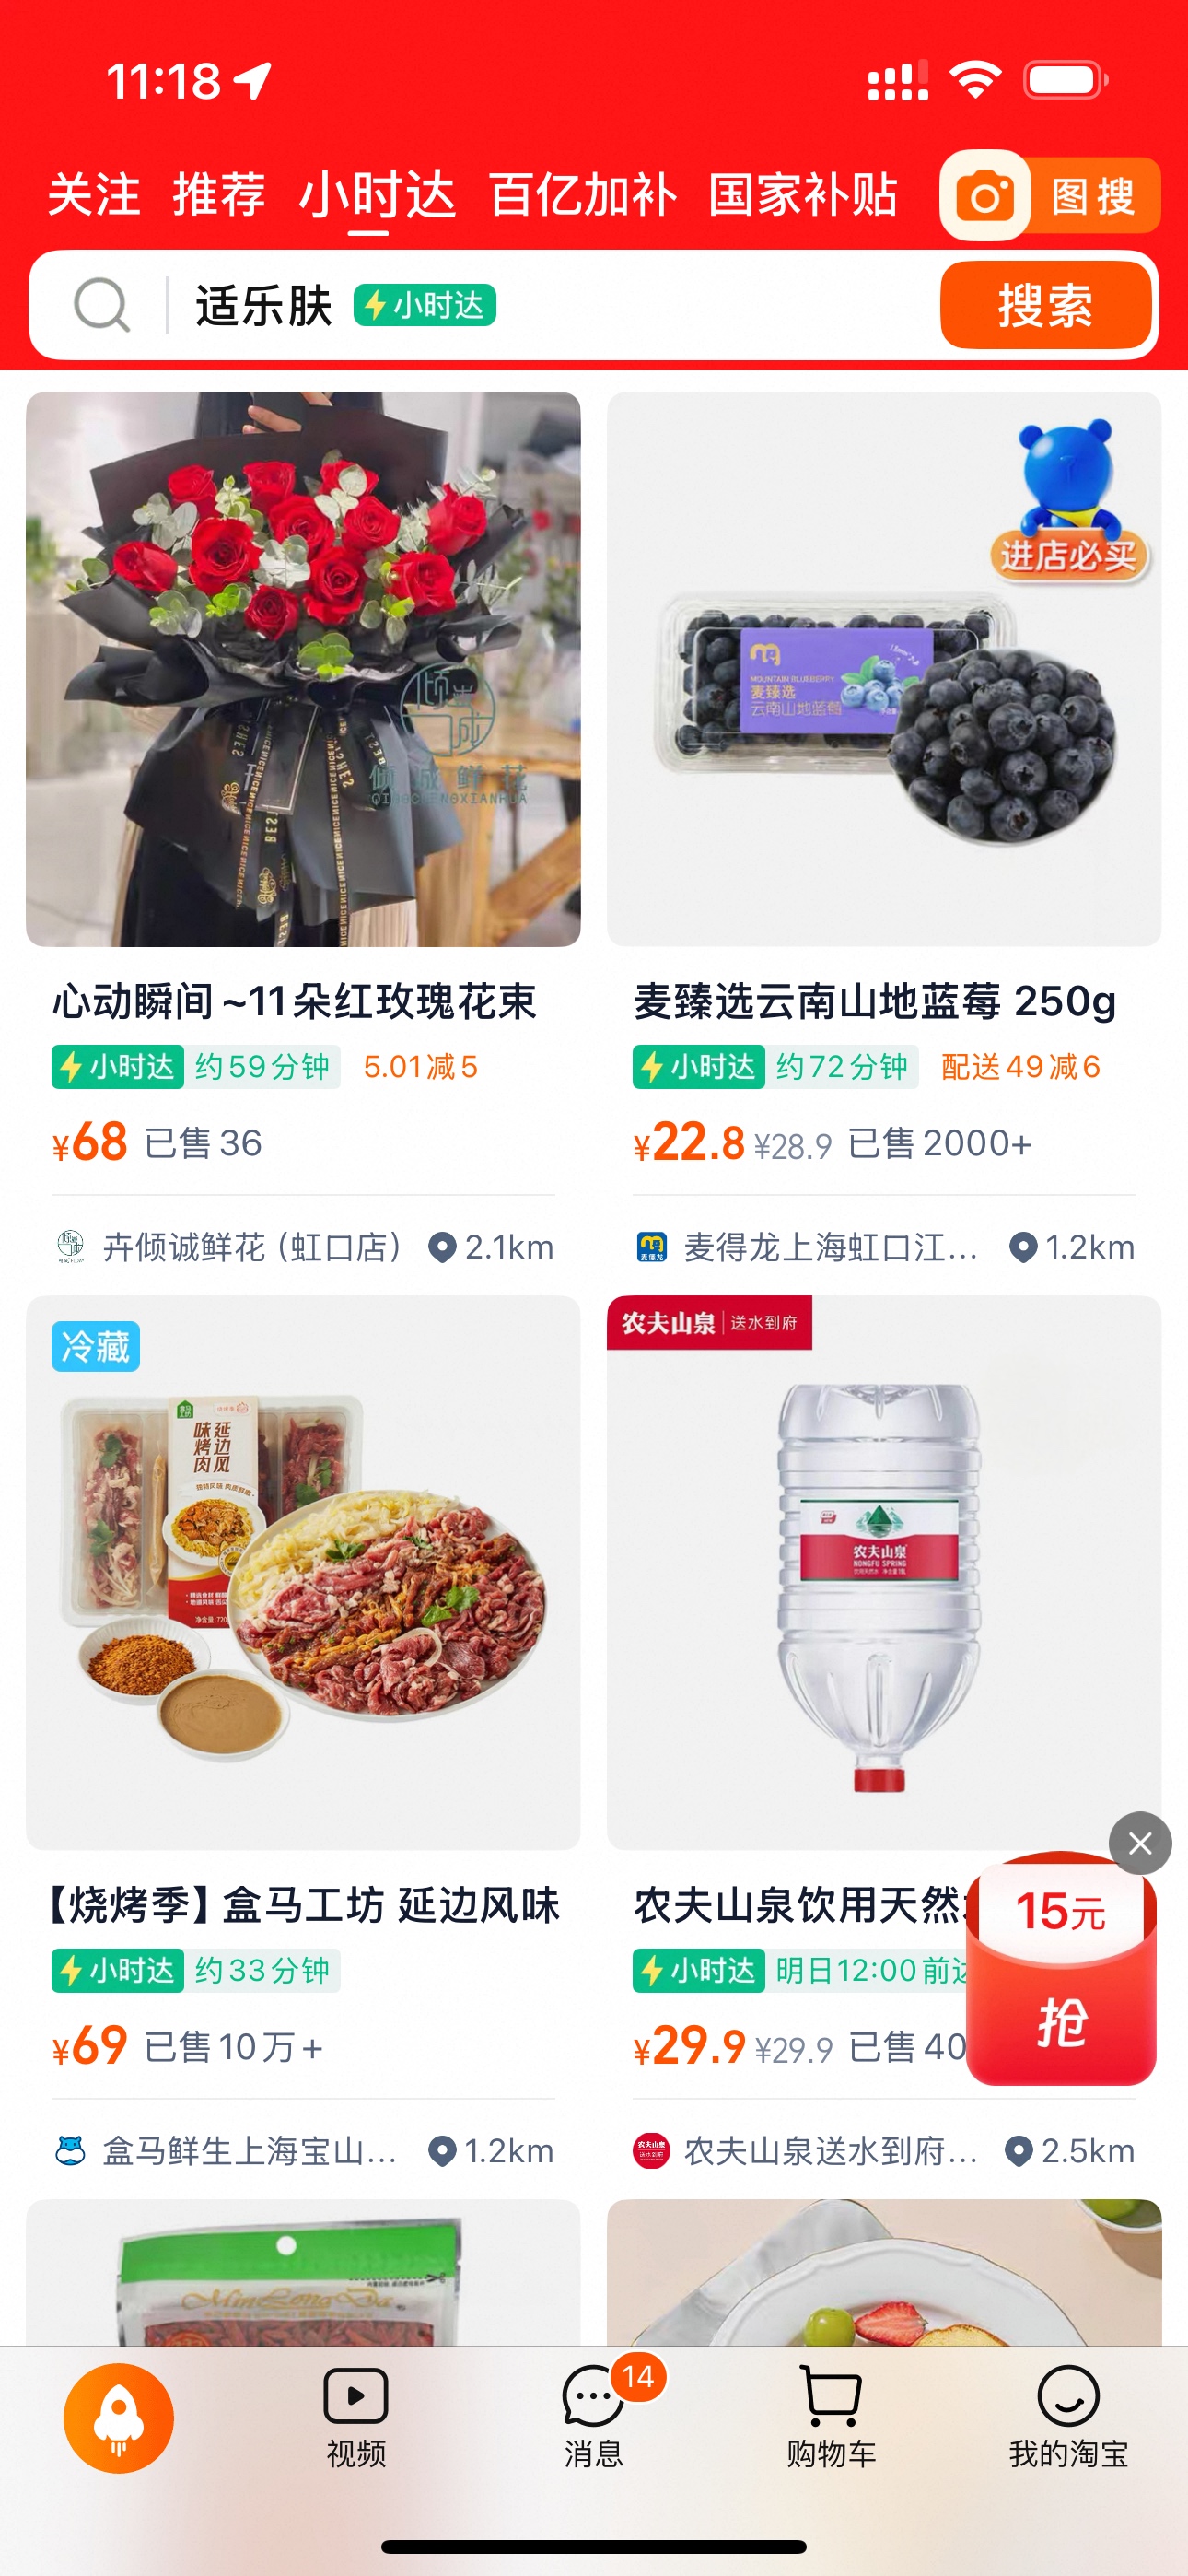 11:18
关注 推荐 小时达 百亿加补 国家补贴 图搜
适乐肤 小时达 搜索
倾诚鲜花
QINGCHENGXIANHUA
进店必买
MOUNTAIN BLUEBERRY
麦臻选
云南山地蓝莓
心动瞬间~11朵红玫瑰花束
小时达 约59分钟 5.01减5
¥68 已售36
卉倾诚鲜花（虹口店） 2.1km
麦臻选云南山地蓝莓 250g
小时达 约72分钟 配送49减6
¥22.8 ¥28.9 已售2000+
麦得龙上海虹口江... 1.2km
冷藏
延边风
味烤肉
农夫山泉 送水到府
农夫山泉
NONGFU SPRING
【烧烤季】盒马工坊 延边风味
小时达 约33分钟
¥69 已售10万+
盒马鲜生上海宝山... 1.2km
农夫山泉饮用天然
小时达 明日12:00前
¥29.9 ¥29.9 已售40
农夫山泉送水到府... 2.5km
15元
抢
MinLongDa
视频
14
消息
购物车
我的淘宝